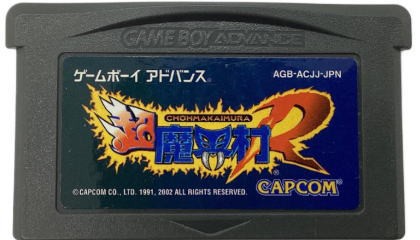 GAME BOY ADVANCE
ゲームボーイ アドバンス
AGB-ACJJ-JPN
CHOHMAKAIMURA
超魔界村R
© CAPCOM CO., LTD. 1991, 2002 ALL RIGHTS RESERVED.
CAPCOM